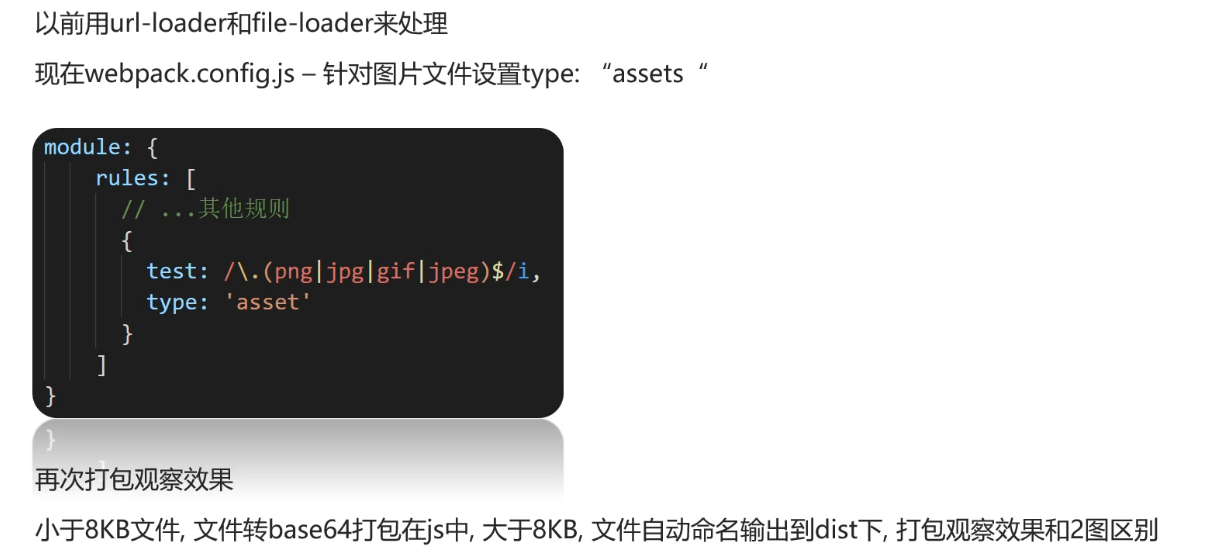 以前用url-loader和file-loader来处理
现在webpack.config.js – 针对图片文件设置type: “assets“
module: {
rules: [
// ...其他规则
{
test: /\.(png|jpg|gif|jpeg)$/i,
type: 'asset'
}
]
}
再次打包观察效果
小于8KB文件, 文件转base64打包在js中, 大于8KB, 文件自动命名输出到dist下, 打包观察效果和2图区别